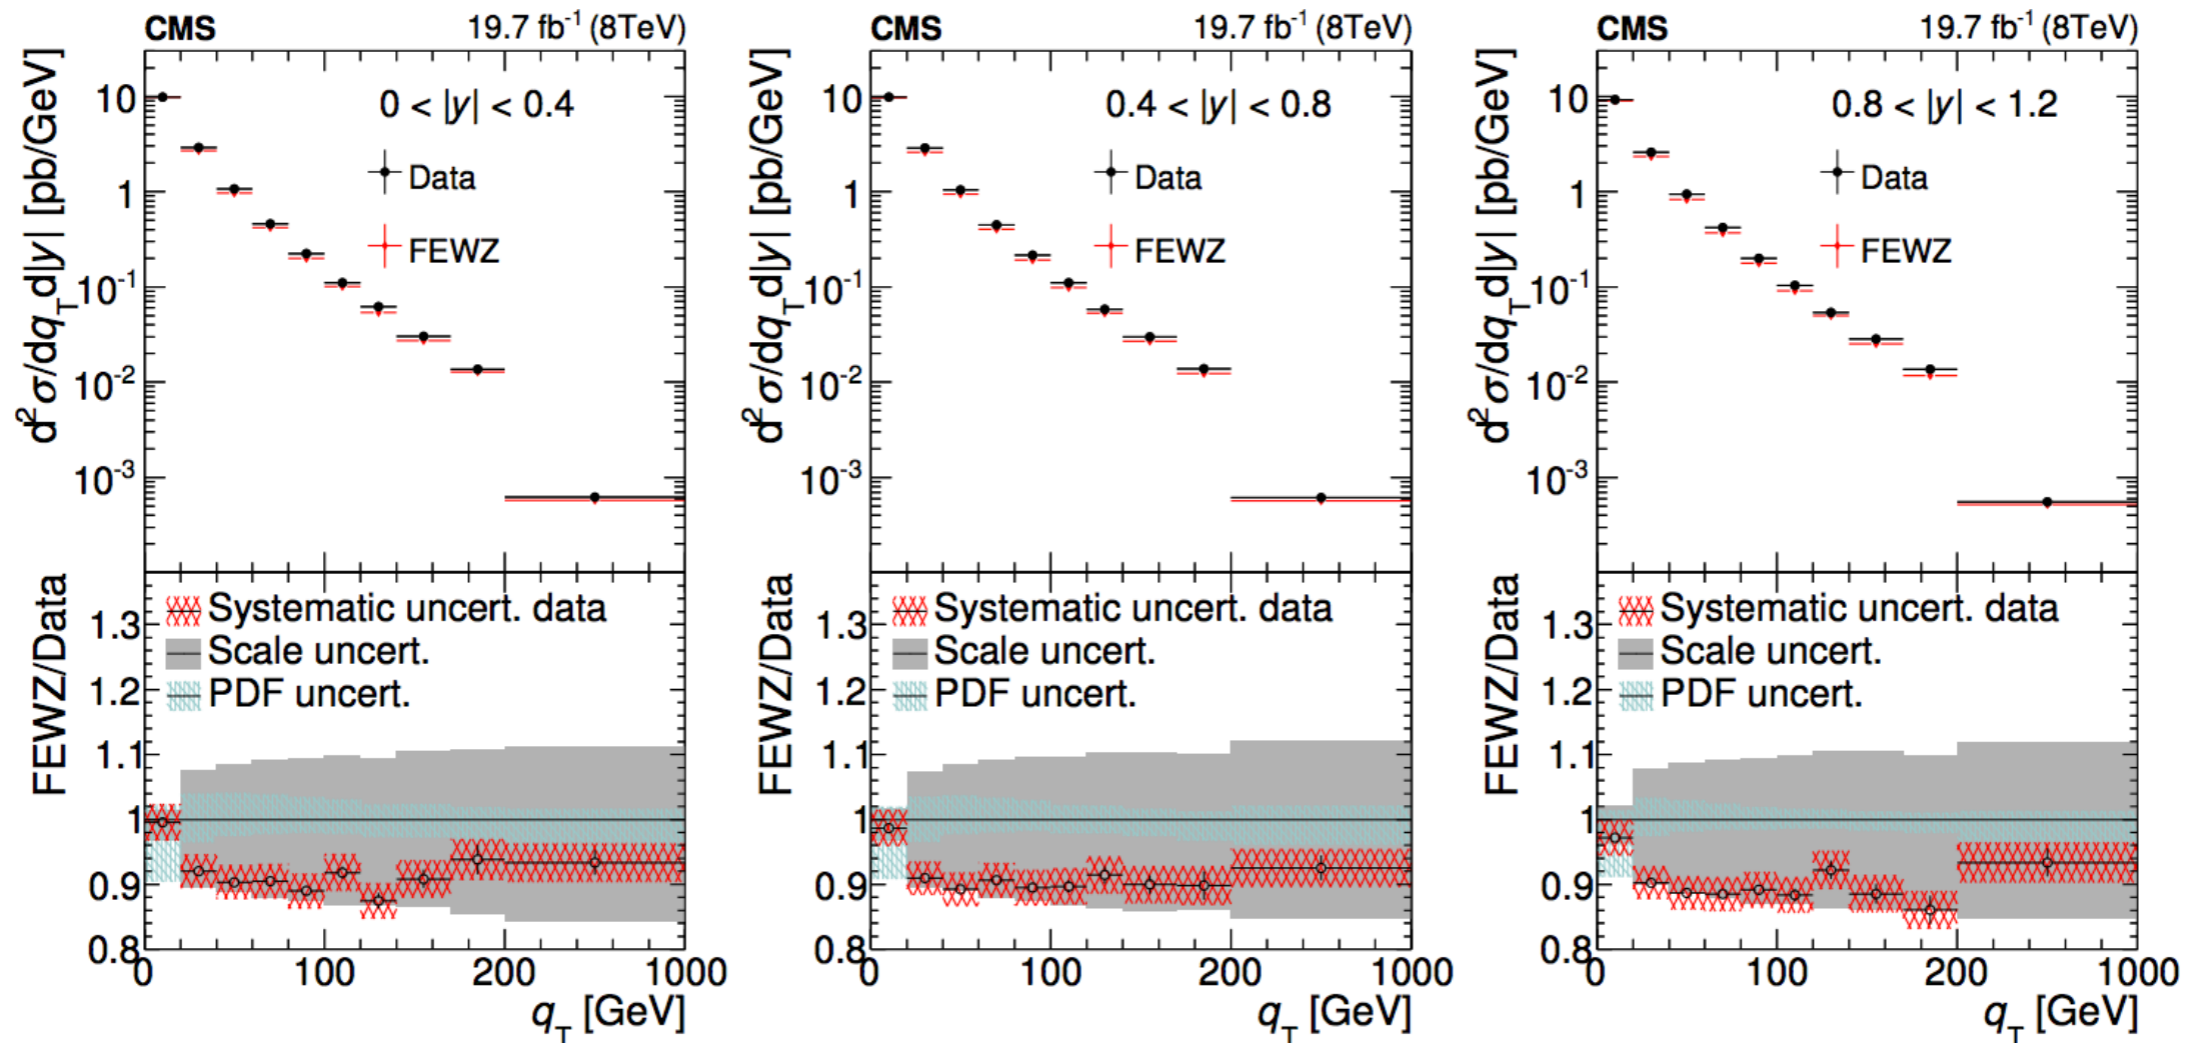 CMS 19.7 fb⁻¹ (8TeV)
d²σ/dq_T d|y| [pb/GeV]
0 < |y| < 0.4
Data
FEWZ
10
1
10⁻¹
10⁻²
10⁻³
FEWZ/Data
Systematic uncert. data
Scale uncert.
PDF uncert.
1.3
1.2
1.1
1
0.9
0.8
0 100 200 1000
q_T [GeV]
CMS 19.7 fb⁻¹ (8TeV)
d²σ/dq_T d|y| [pb/GeV]
0.4 < |y| < 0.8
Data
FEWZ
10
1
10⁻¹
10⁻²
10⁻³
FEWZ/Data
Systematic uncert. data
Scale uncert.
PDF uncert.
1.3
1.2
1.1
1
0.9
0.8
0 100 200 1000
q_T [GeV]
CMS 19.7 fb⁻¹ (8TeV)
d²σ/dq_T d|y| [pb/GeV]
0.8 < |y| < 1.2
Data
FEWZ
10
1
10⁻¹
10⁻²
10⁻³
FEWZ/Data
Systematic uncert. data
Scale uncert.
PDF uncert.
1.3
1.2
1.1
1
0.9
0.8
0 100 200 1000
q_T [GeV]